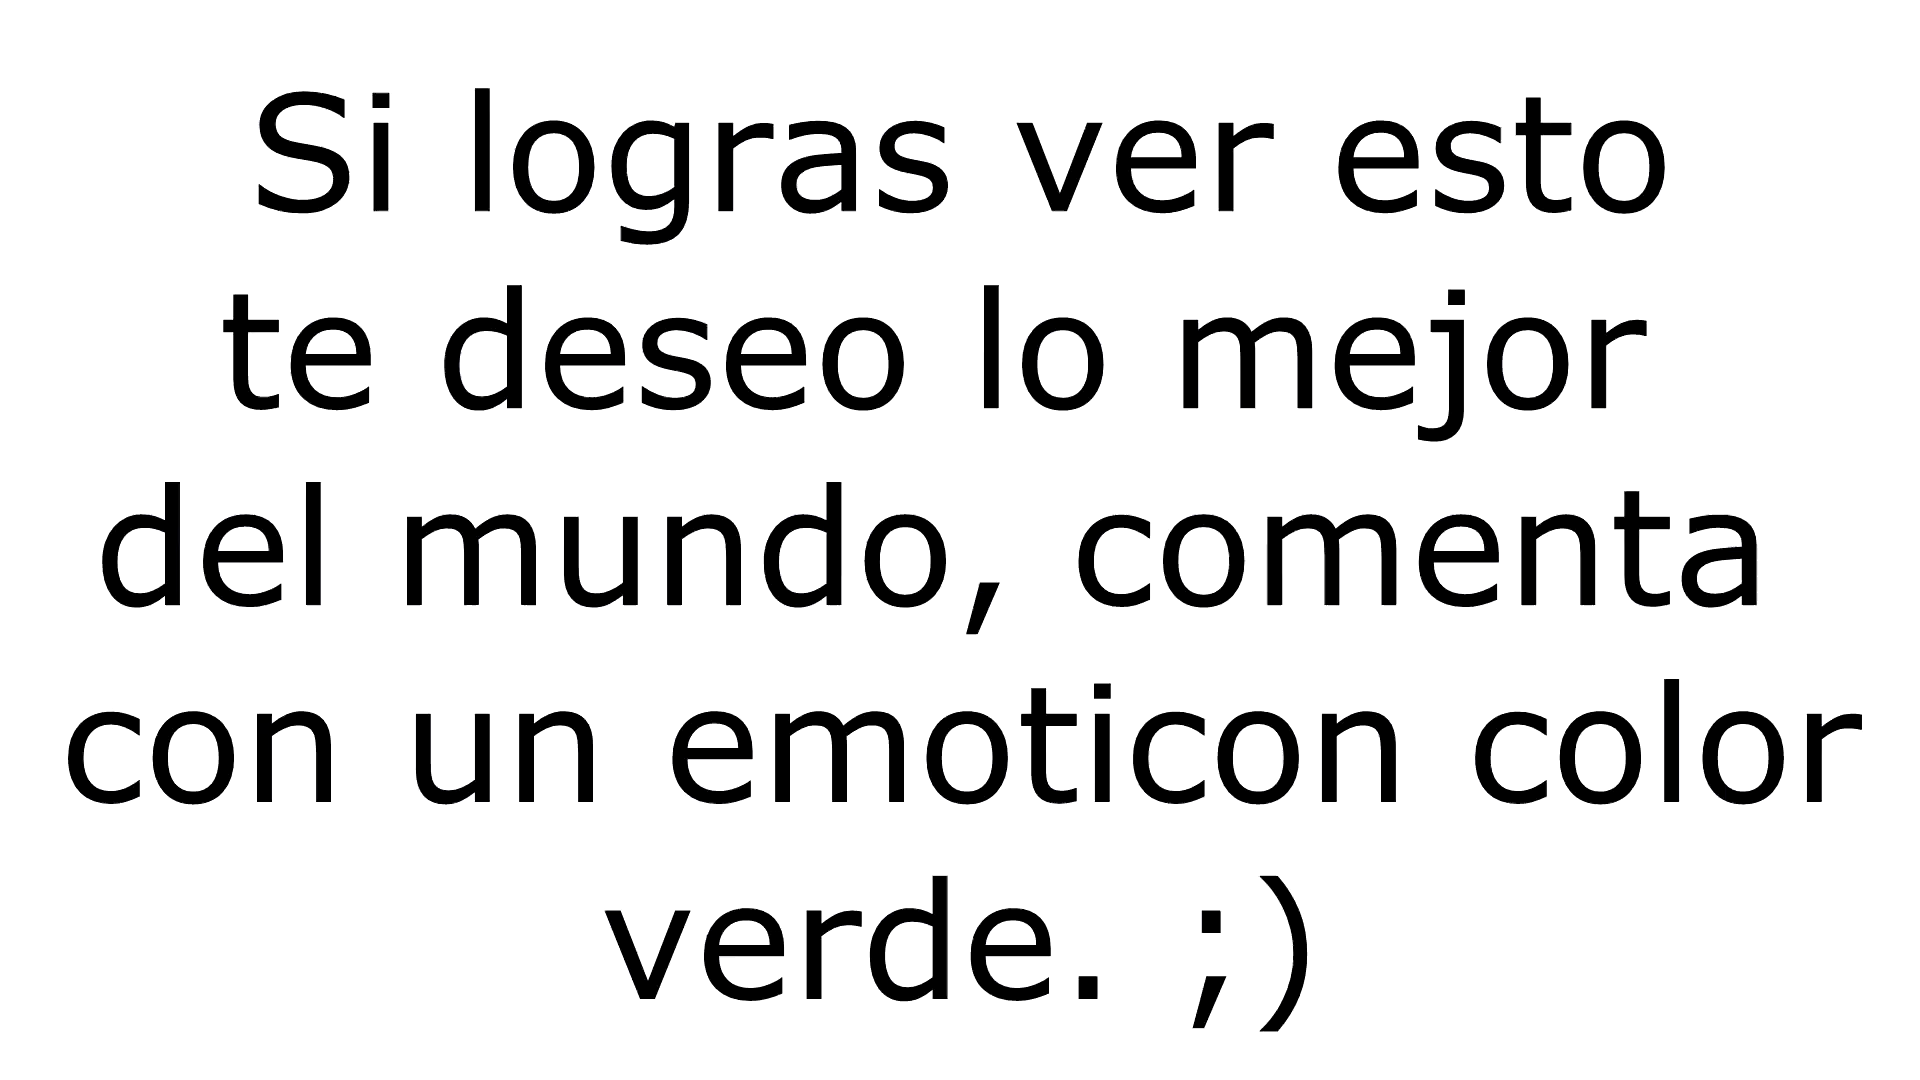 Si logras ver esto
te deseo lo mejor
del mundo, comenta
con un emoticon color
verde. ;)